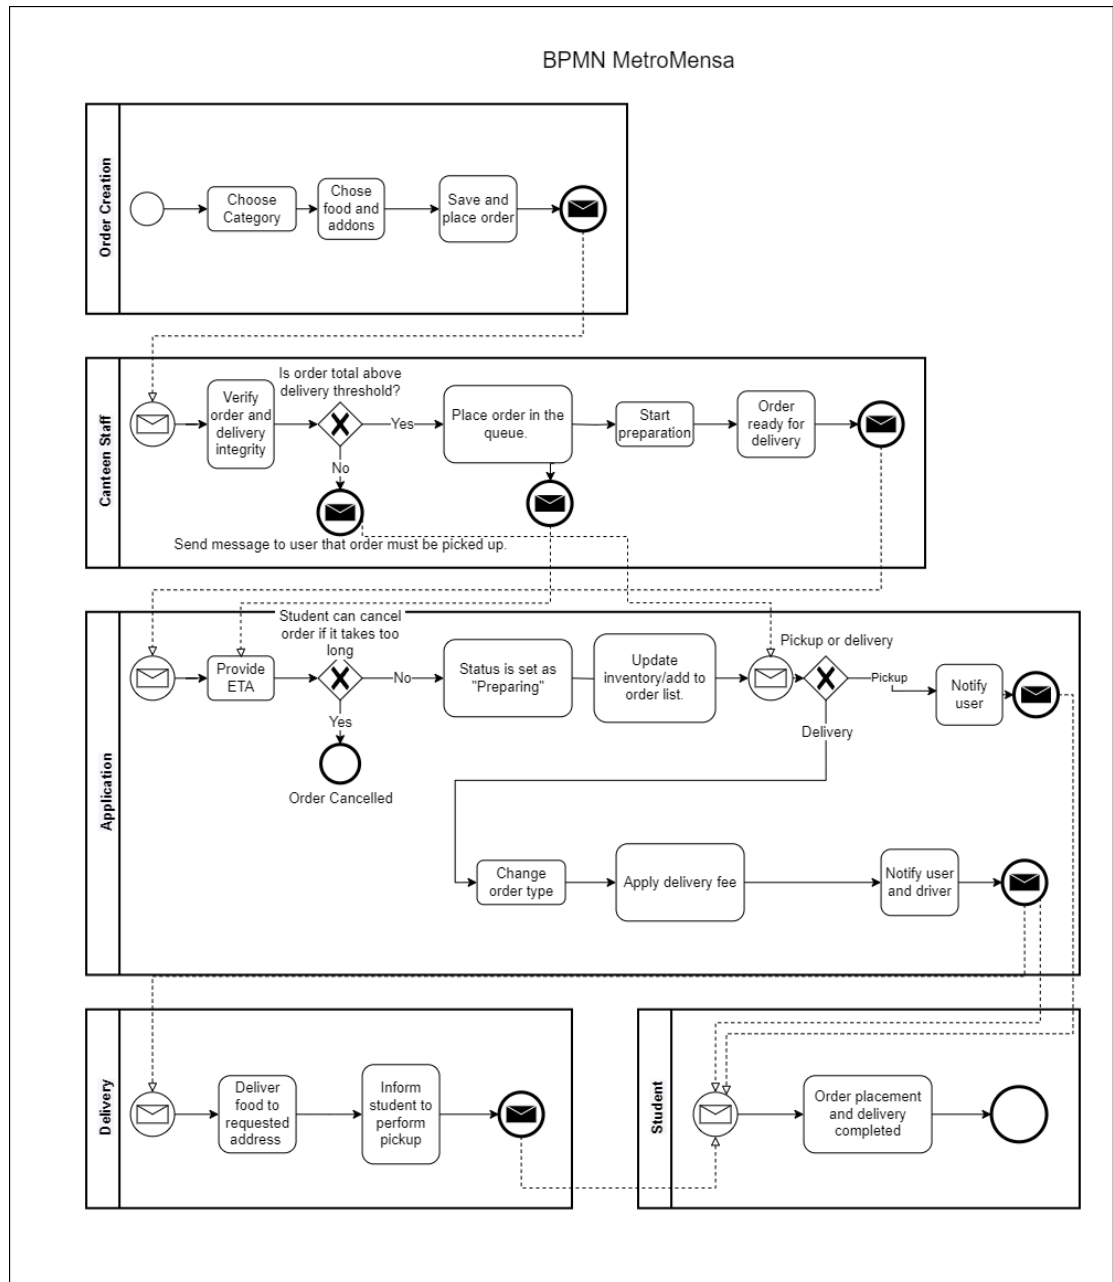 BPMN MetroMensa
Order Creation
Choose
Category
Chose
food and
addons
Save and
place order
Canteen Staff
Verify
order and
delivery
integrity
Is order total above
delivery threshold?
Yes
No
Send message to user that order must be picked up.
Place order in the
queue.
Start
preparation
Order
ready for
delivery
Application
Provide
ETA
Student can cancel
order if it takes too
long
No
Yes
Order Cancelled
Status is set as
"Preparing"
Update
inventory/add to
order list.
Pickup or delivery
Pickup
Notify
user
Delivery
Change
order type
Apply delivery fee
Notify user
and driver
Delivery
Deliver
food to
requested
address
Inform
student to
perform
pickup
Student
Order placement
and delivery
completed